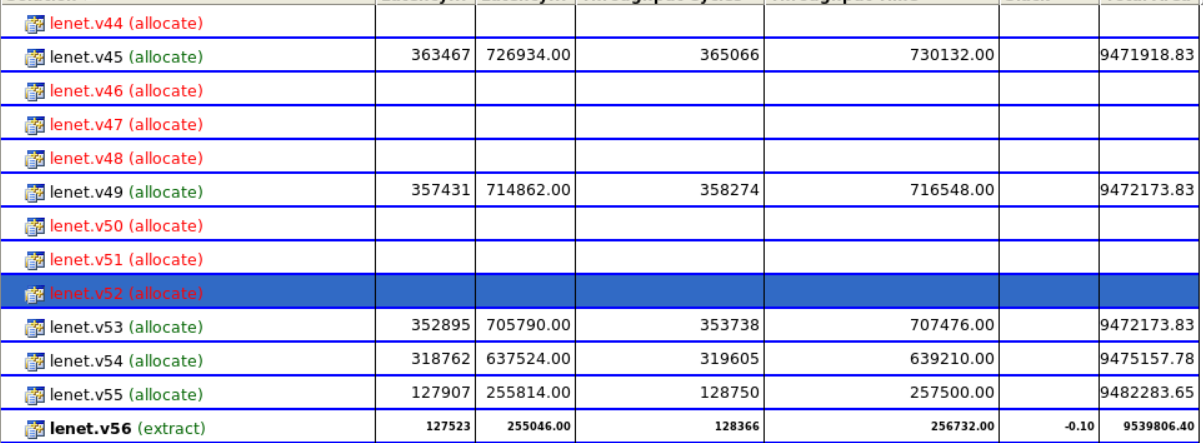 lenet.v44 (allocate)
lenet.v45 (allocate) 363467 726934.00 365066 730132.00 9471918.83
lenet.v46 (allocate)
lenet.v47 (allocate)
lenet.v48 (allocate)
lenet.v49 (allocate) 357431 714862.00 358274 716548.00 9472173.83
lenet.v50 (allocate)
lenet.v51 (allocate)
lenet.v52 (allocate)
lenet.v53 (allocate) 352895 705790.00 353738 707476.00 9472173.83
lenet.v54 (allocate) 318762 637524.00 319605 639210.00 9475157.78
lenet.v55 (allocate) 127907 255814.00 128750 257500.00 9482283.65
lenet.v56 (extract) 127523 255046.00 128366 256732.00 -0.10 9539806.40